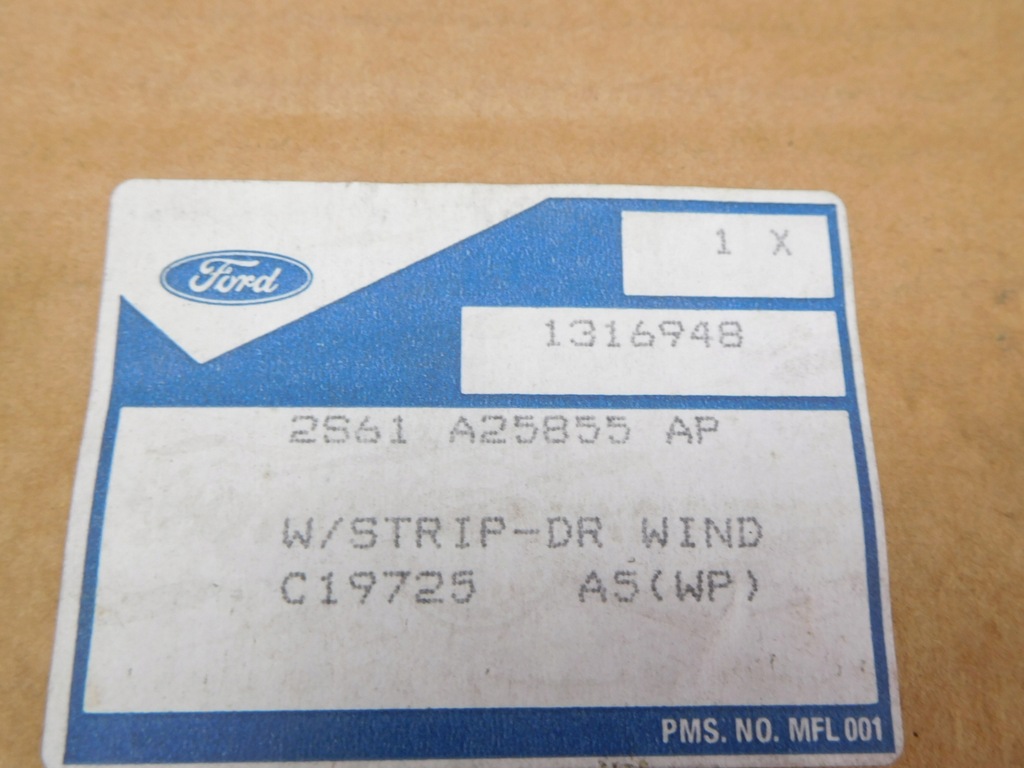 Ford
1 X
1316948
2S61 A25855 AP
W/STRIP-DR WIND
C19725 AS(WP)
PMS. NO. MFL 001